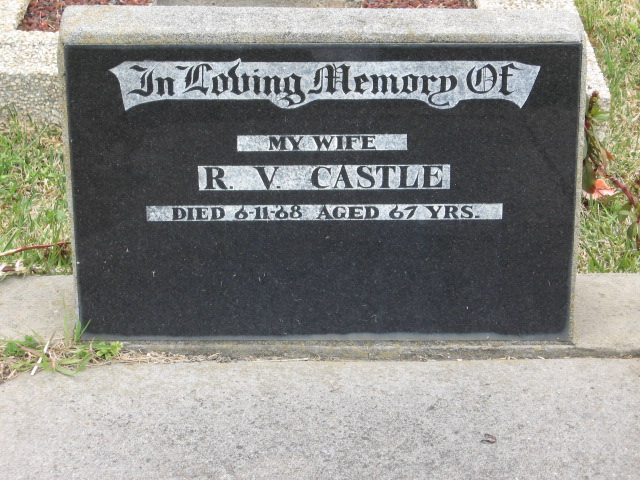 In Loving Memory Of
MY WIFE
R. V. CASTLE
DIED 6-11-68 AGED 67 YRS.